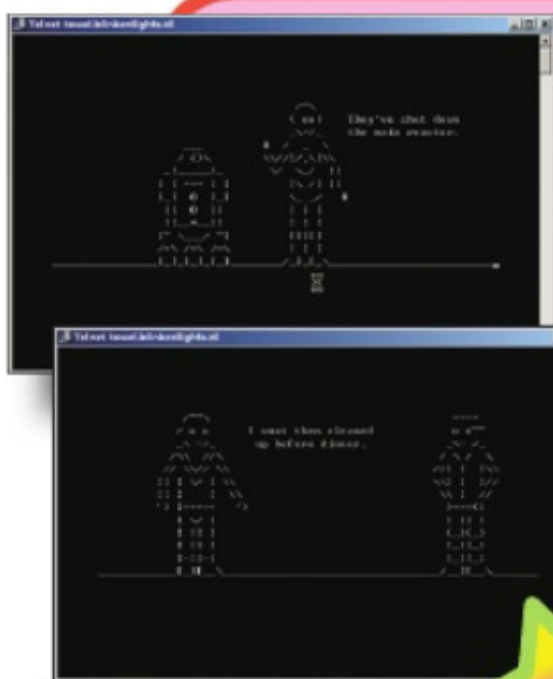 Telnet towel.blinkenlights.nl
They've shut down
the main reactor.
Telnet towel.blinkenlights.nl
I want them cleaned
up before dinner.